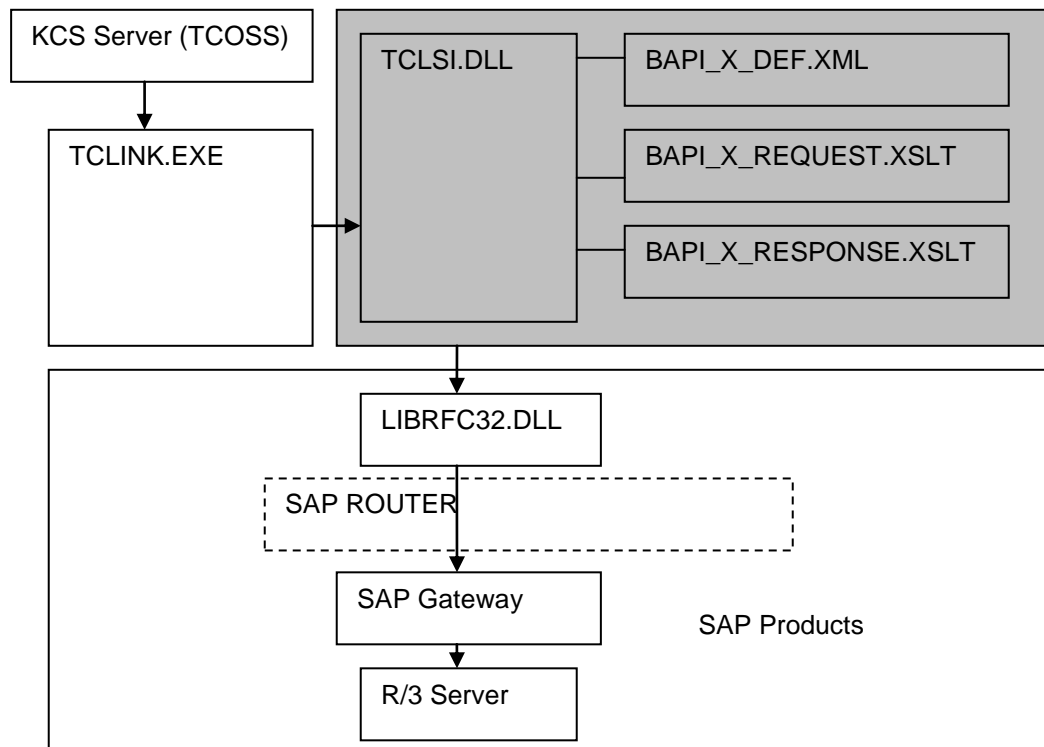 KCS Server (TCOSS)
TCLINK.EXE
TCLSI.DLL
BAPI_X_DEF.XML
BAPI_X_REQUEST.XSLT
BAPI_X_RESPONSE.XSLT
LIBRFC32.DLL
SAP ROUTER
SAP Gateway
SAP Products
R/3 Server